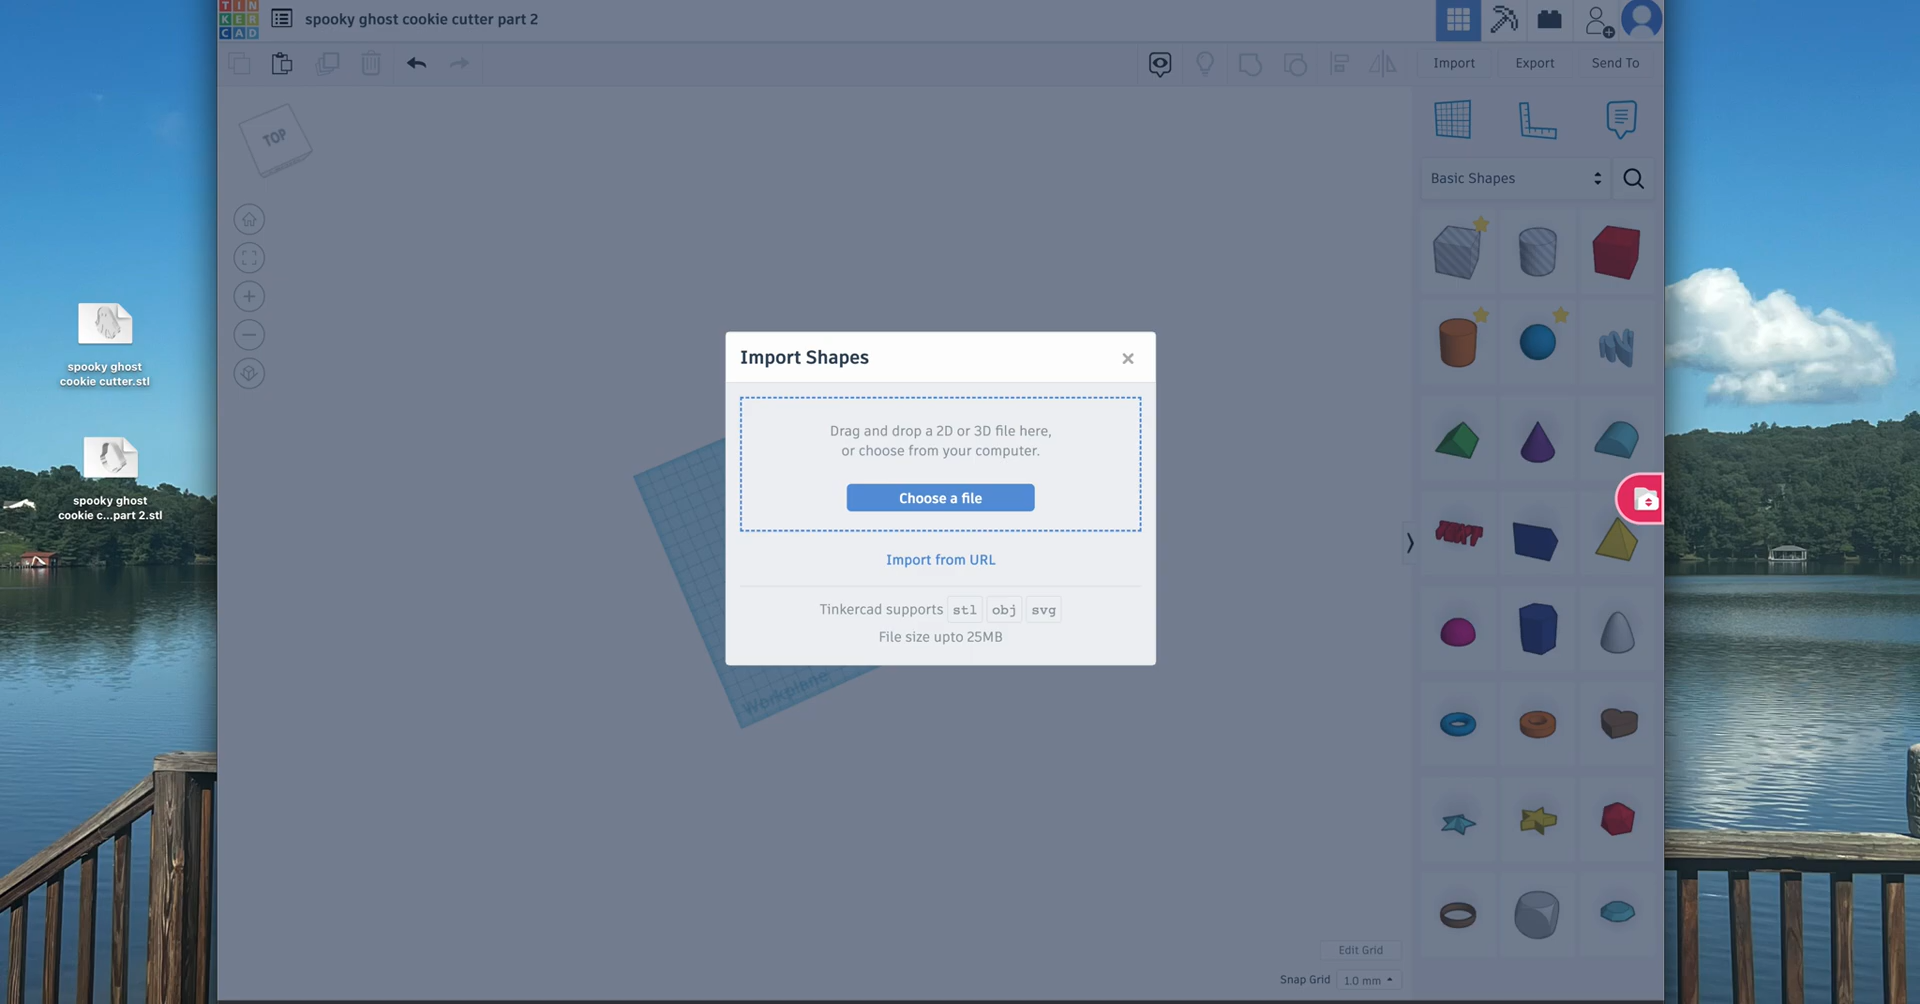 TIN
KER
CAD
spooky ghost cookie cutter part 2
Import
Export
Send To
TOP
Basic Shapes
spooky ghost
cookie cutter.stl
spooky ghost
cookie c...part 2.stl
Import Shapes
Drag and drop a 2D or 3D file here,
or choose from your computer.
Choose a file
Import from URL
Tinkercad supports stl obj svg
File size upto 25MB
TEXT
Workplane
Edit Grid
Snap Grid 1.0 mm